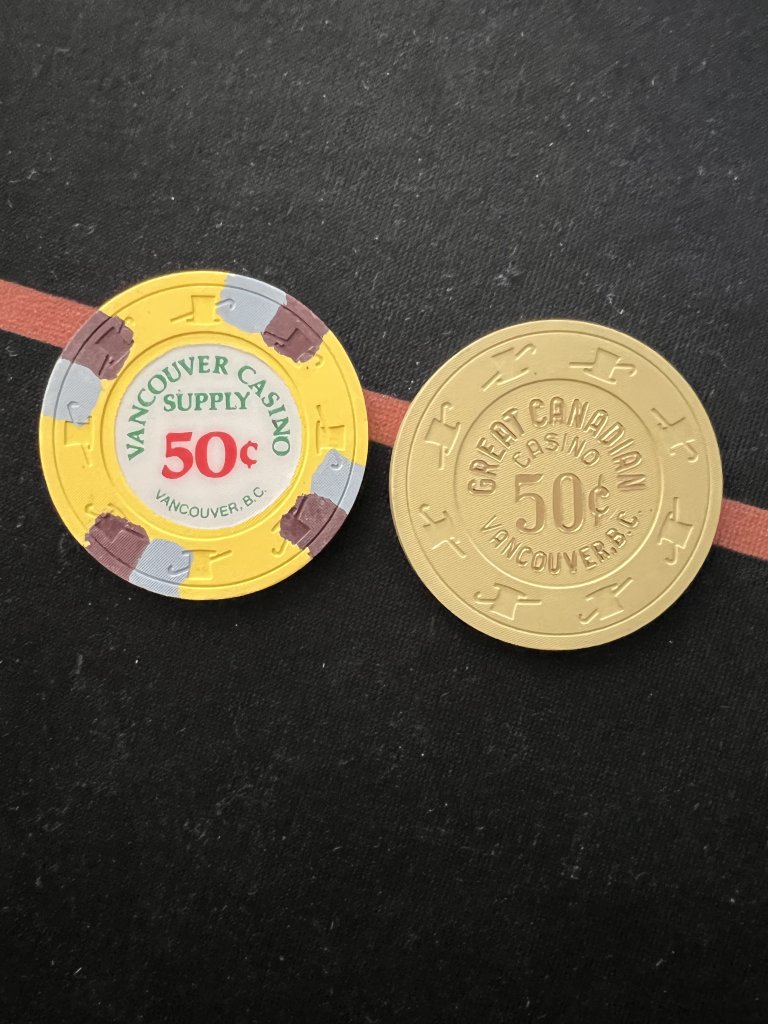 VANCOUVER CASINO
SUPPLY
50¢
VANCOUVER, B.C.
GREAT CANADIAN
CASINO
50¢
VANCOUVER, B.C.